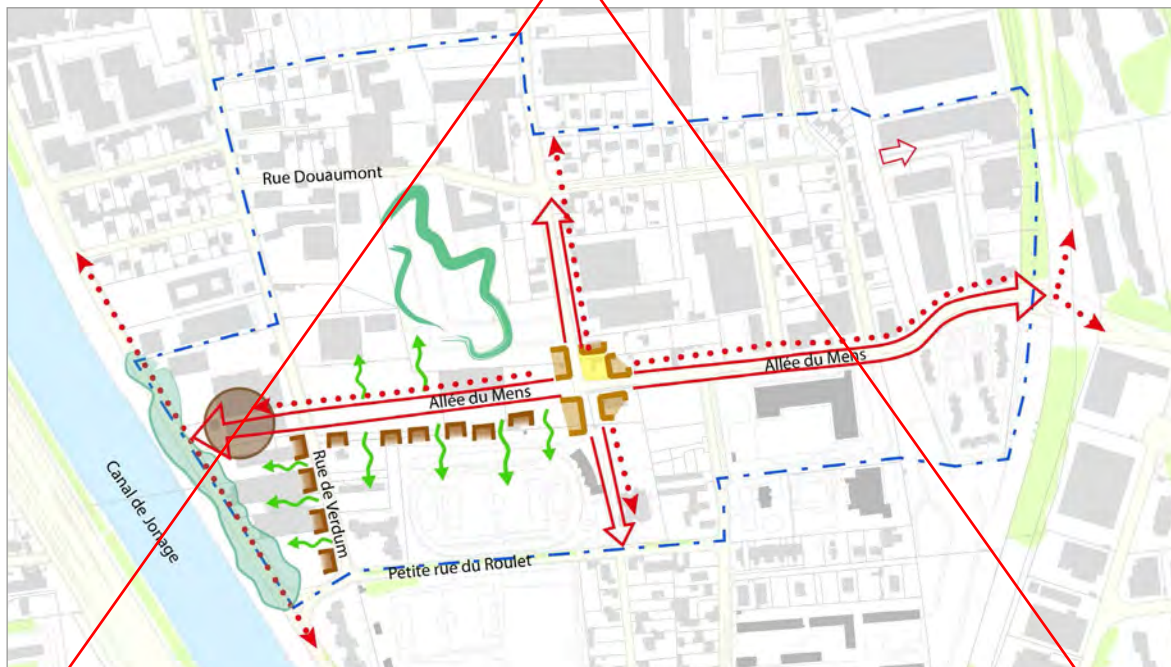 Rue Douaumont
Allée du Mens
Allée du Mens
Rue de Verdum
Canal de Jonage
Petite rue du Roulet